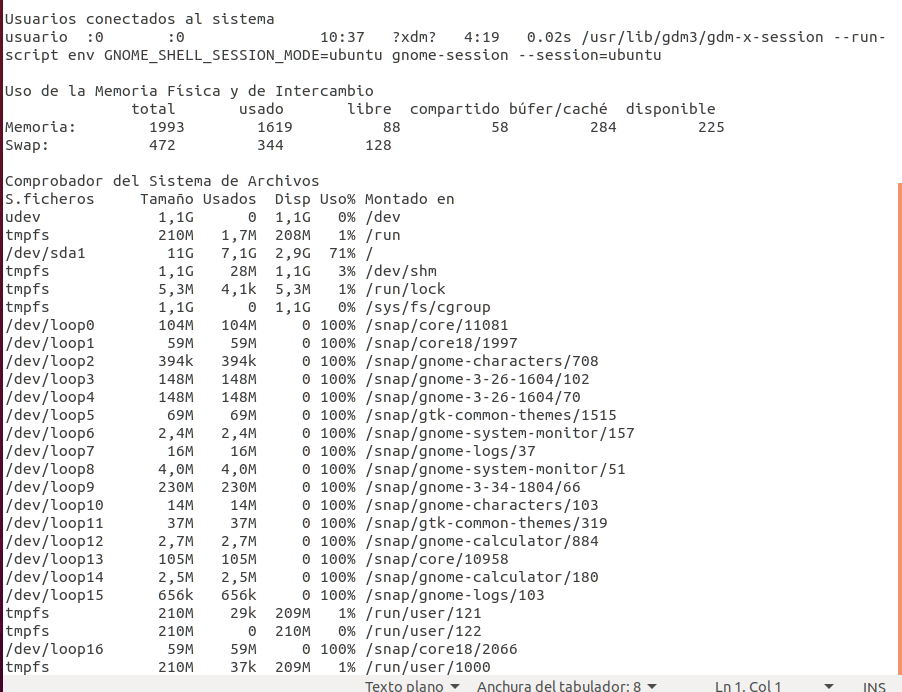 Usuarios conectados al sistema
usuario  :0       :0               10:37   ?xdm?   4:19   0.02s /usr/lib/gdm3/gdm-x-session --run-
script env GNOME_SHELL_SESSION_MODE=ubuntu gnome-session --session=ubuntu
Uso de la Memoria Física y de Intercambio
              total       usado       libre  compartido búfer/caché  disponible
Memoria:        1993        1619          88          58         284         225
Swap:           472         344         128
Comprobador del Sistema de Archivos
S.ficheros     Tamaño Usados  Disp Uso% Montado en
udev             1,1G      0  1,1G   0% /dev
tmpfs            210M   1,7M  208M   1% /run
/dev/sda1         11G   7,1G  2,9G  71% /
tmpfs            1,1G    28M  1,1G   3% /dev/shm
tmpfs            5,3M   4,1k  5,3M   1% /run/lock
tmpfs            1,1G      0  1,1G   0% /sys/fs/cgroup
/dev/loop0       104M   104M     0 100% /snap/core/11081
/dev/loop1        59M    59M     0 100% /snap/core18/1997
/dev/loop2       394k   394k     0 100% /snap/gnome-characters/708
/dev/loop3       148M   148M     0 100% /snap/gnome-3-26-1604/102
/dev/loop4       148M   148M     0 100% /snap/gnome-3-26-1604/70
/dev/loop5        69M    69M     0 100% /snap/gtk-common-themes/1515
/dev/loop6       2,4M   2,4M     0 100% /snap/gnome-system-monitor/157
/dev/loop7        16M    16M     0 100% /snap/gnome-logs/37
/dev/loop8       4,0M   4,0M     0 100% /snap/gnome-system-monitor/51
/dev/loop9       230M   230M     0 100% /snap/gnome-3-34-1804/66
/dev/loop10       14M    14M     0 100% /snap/gnome-characters/103
/dev/loop11       37M    37M     0 100% /snap/gtk-common-themes/319
/dev/loop12      2,7M   2,7M     0 100% /snap/gnome-calculator/884
/dev/loop13      105M   105M     0 100% /snap/core/10958
/dev/loop14      2,5M   2,5M     0 100% /snap/gnome-calculator/180
/dev/loop15      656k   656k     0 100% /snap/gnome-logs/103
tmpfs            210M    29k  209M   1% /run/user/121
tmpfs            210M      0  210M   0% /run/user/122
/dev/loop16       59M    59M     0 100% /snap/core18/2066
tmpfs            210M    37k  209M   1% /run/user/1000
Texto plano   Anchura del tabulador: 8   Ln 1, Col 1   INS